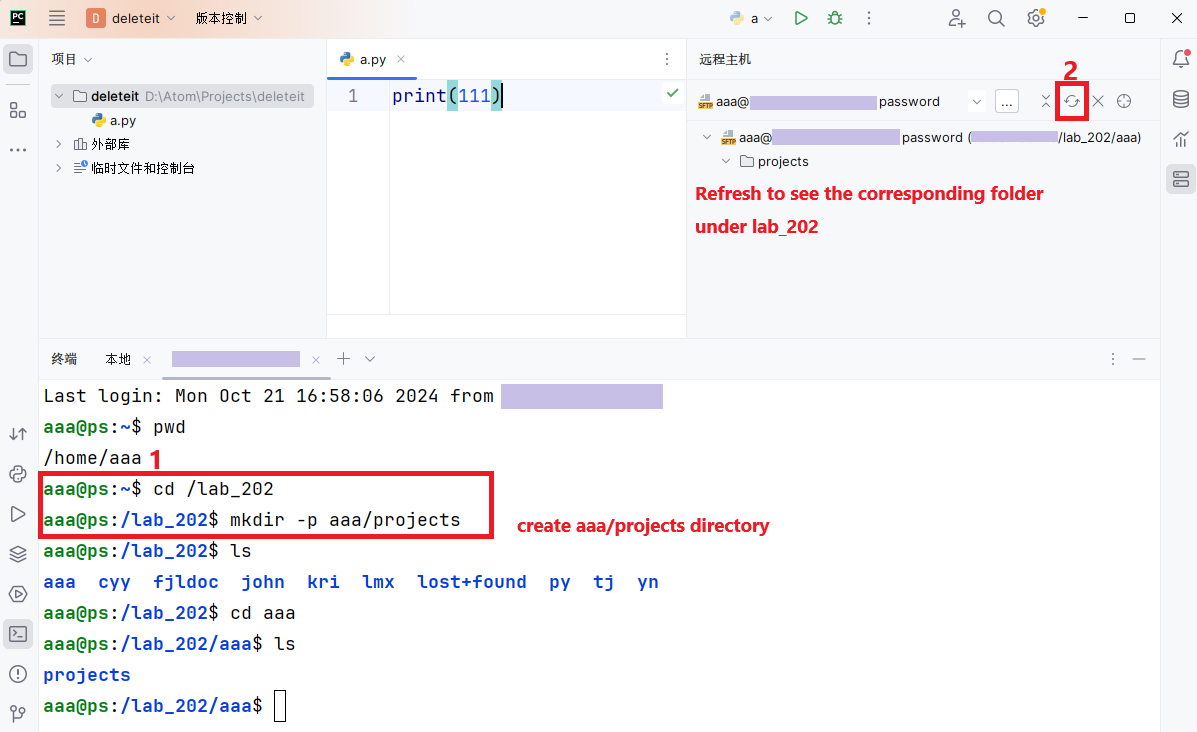 PC D deleteit 版本控制 a
项目
deleteit D:\Atom\Projects\deleteit
a.py
外部库
临时文件和控制台
a.py
1 print(111)
远程主机
2
SFTP aaa@ password ...
SFTP aaa@ password ( /lab_202/aaa)
projects
Refresh to see the corresponding folder
under lab_202
终端 本地
Last login: Mon Oct 21 16:58:06 2024 from
aaa@ps:~$ pwd
/home/aaa 1
aaa@ps:~$ cd /lab_202
aaa@ps:/lab_202$ mkdir -p aaa/projects
create aaa/projects directory
aaa@ps:/lab_202$ ls
aaa cyy fjldoc john kri lmx lost+found py tj yn
aaa@ps:/lab_202$ cd aaa
aaa@ps:/lab_202/aaa$ ls
projects
aaa@ps:/lab_202/aaa$